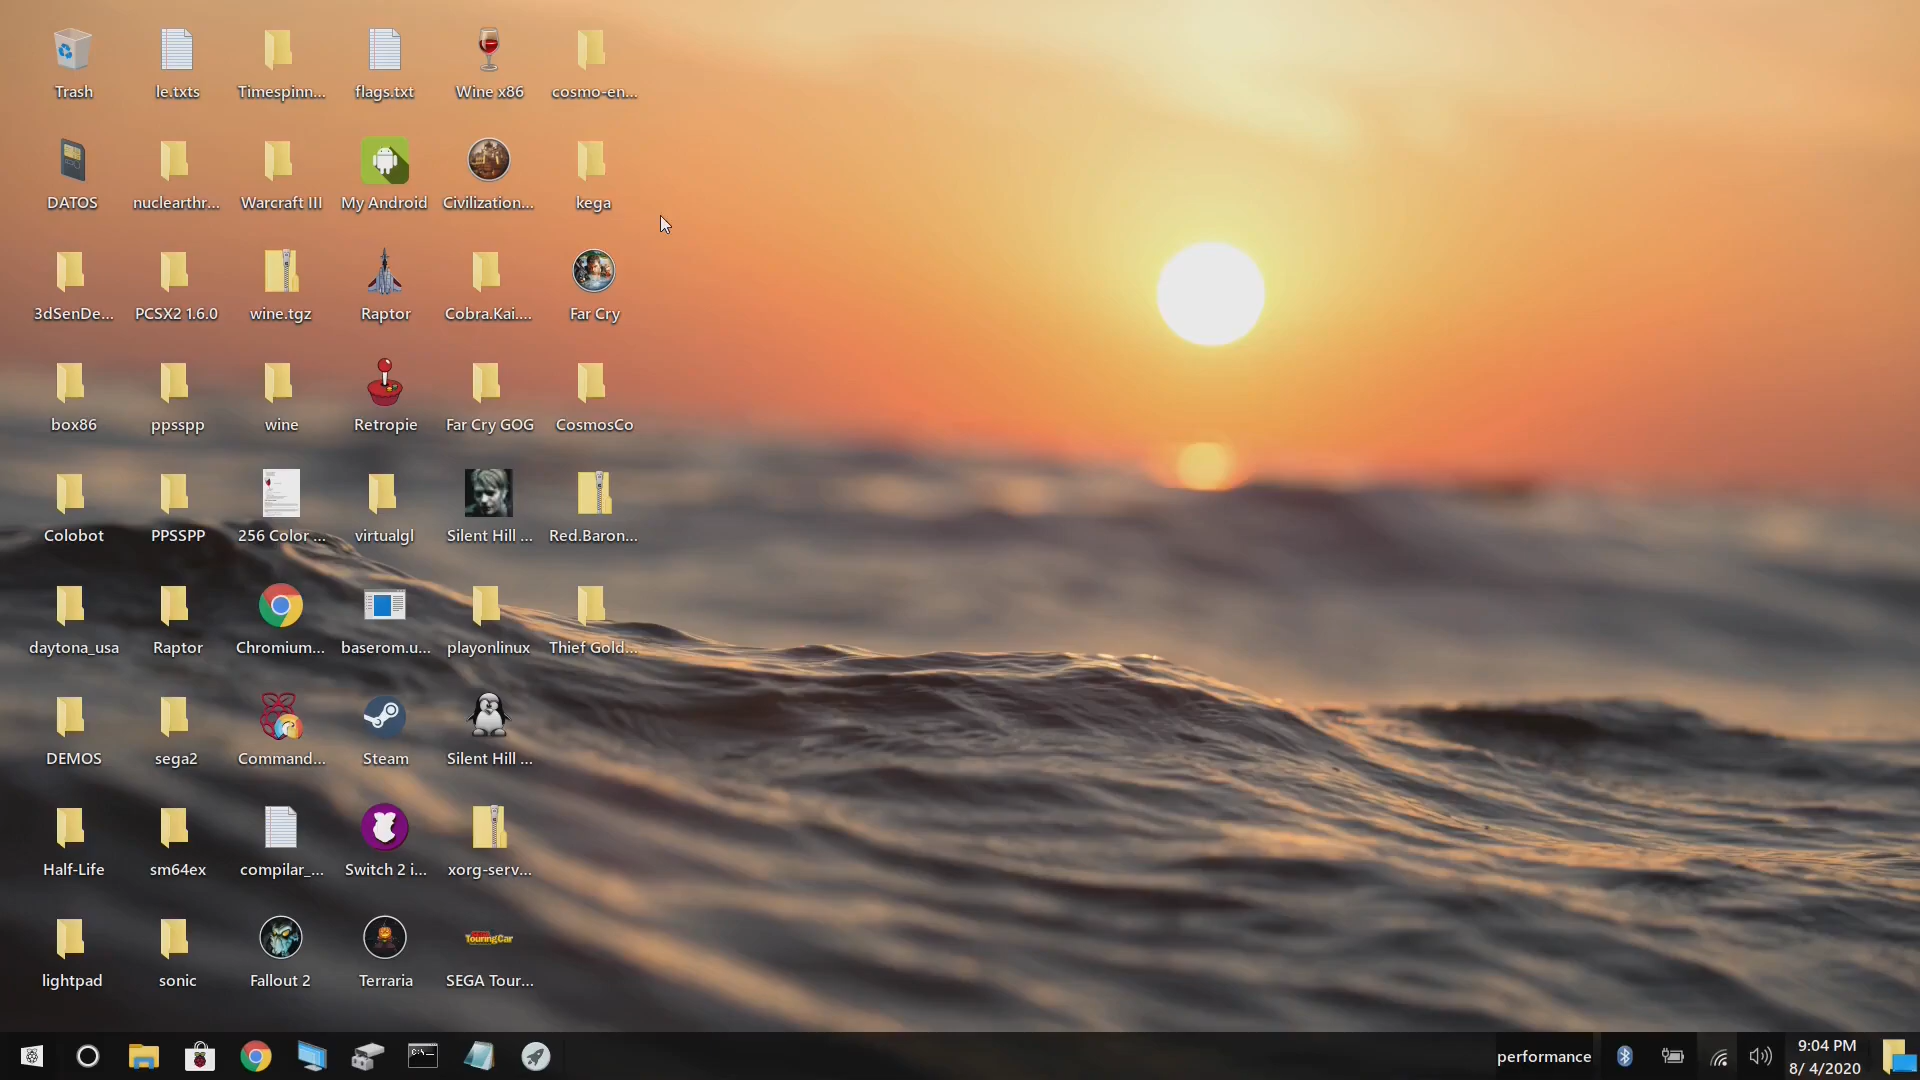 Trash
le.txts
Timespinn...
flags.txt
Wine x86
cosmo-en...
DATOS
nuclearthr...
Warcraft III
My Android
Civilization...
kega
3dSenDe...
PCSX2 1.6.0
wine.tgz
Raptor
Cobra.Kai....
Far Cry
box86
ppsspp
wine
Retropie
Far Cry GOG
CosmosCo
Colobot
PPSSPP
256 Color ...
virtualgl
Silent Hill ...
Red.Baron...
daytona_usa
Raptor
Chromium...
baserom.u...
playonlinux
Thief Gold...
DEMOS
sega2
Command...
Steam
Silent Hill ...
Half-Life
sm64ex
compilar_...
Switch 2 i...
xorg-serv...
TouringCar
lightpad
sonic
Fallout 2
Terraria
SEGA Tour...
C:\_
performance
9:04 PM
8/ 4/2020